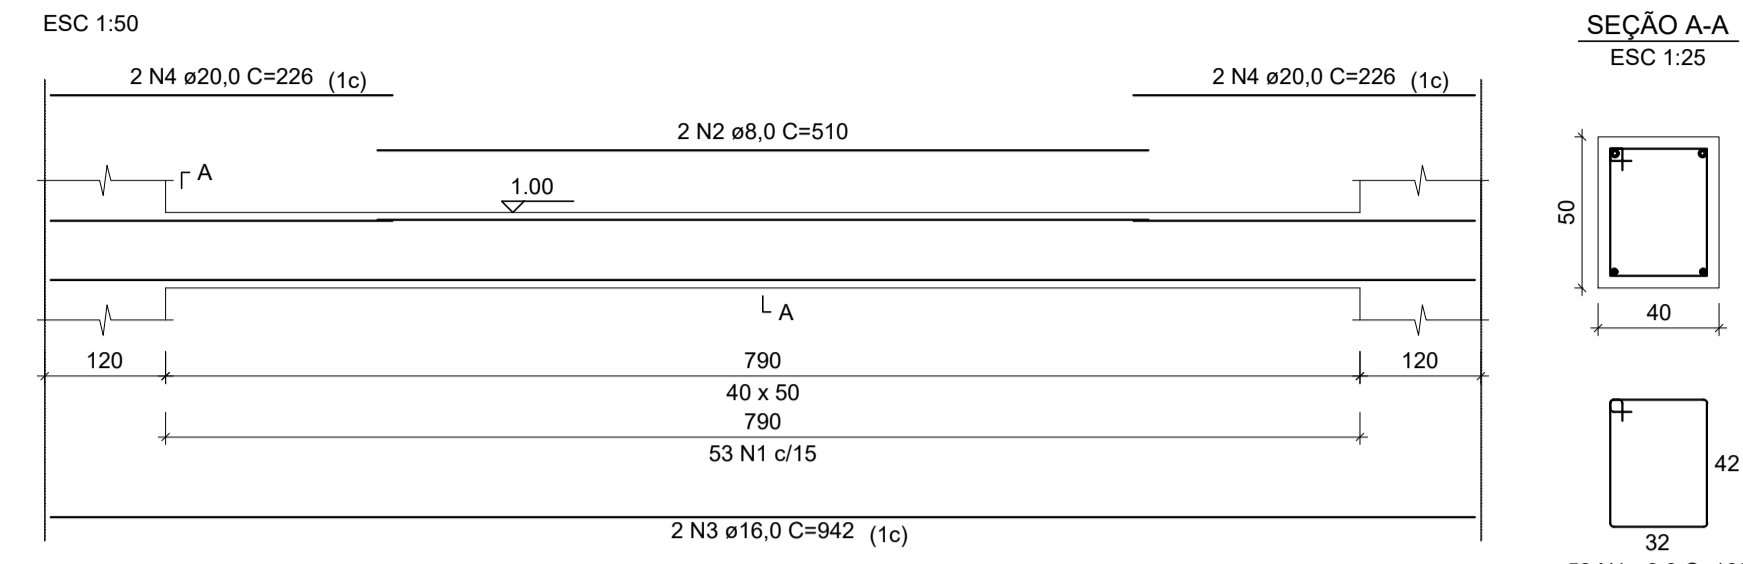 ESC 1:50
SEÇÃO A-A
ESC 1:25
2 N4 ø20,0 C=226 (1c)
2 N4 ø20,0 C=226 (1c)
2 N2 ø8,0 C=510
A
1.00
50
A
40
120
790
120
40 x 50
790
53 N1 c/15
42
2 N3 ø16,0 C=942 (1c)
32